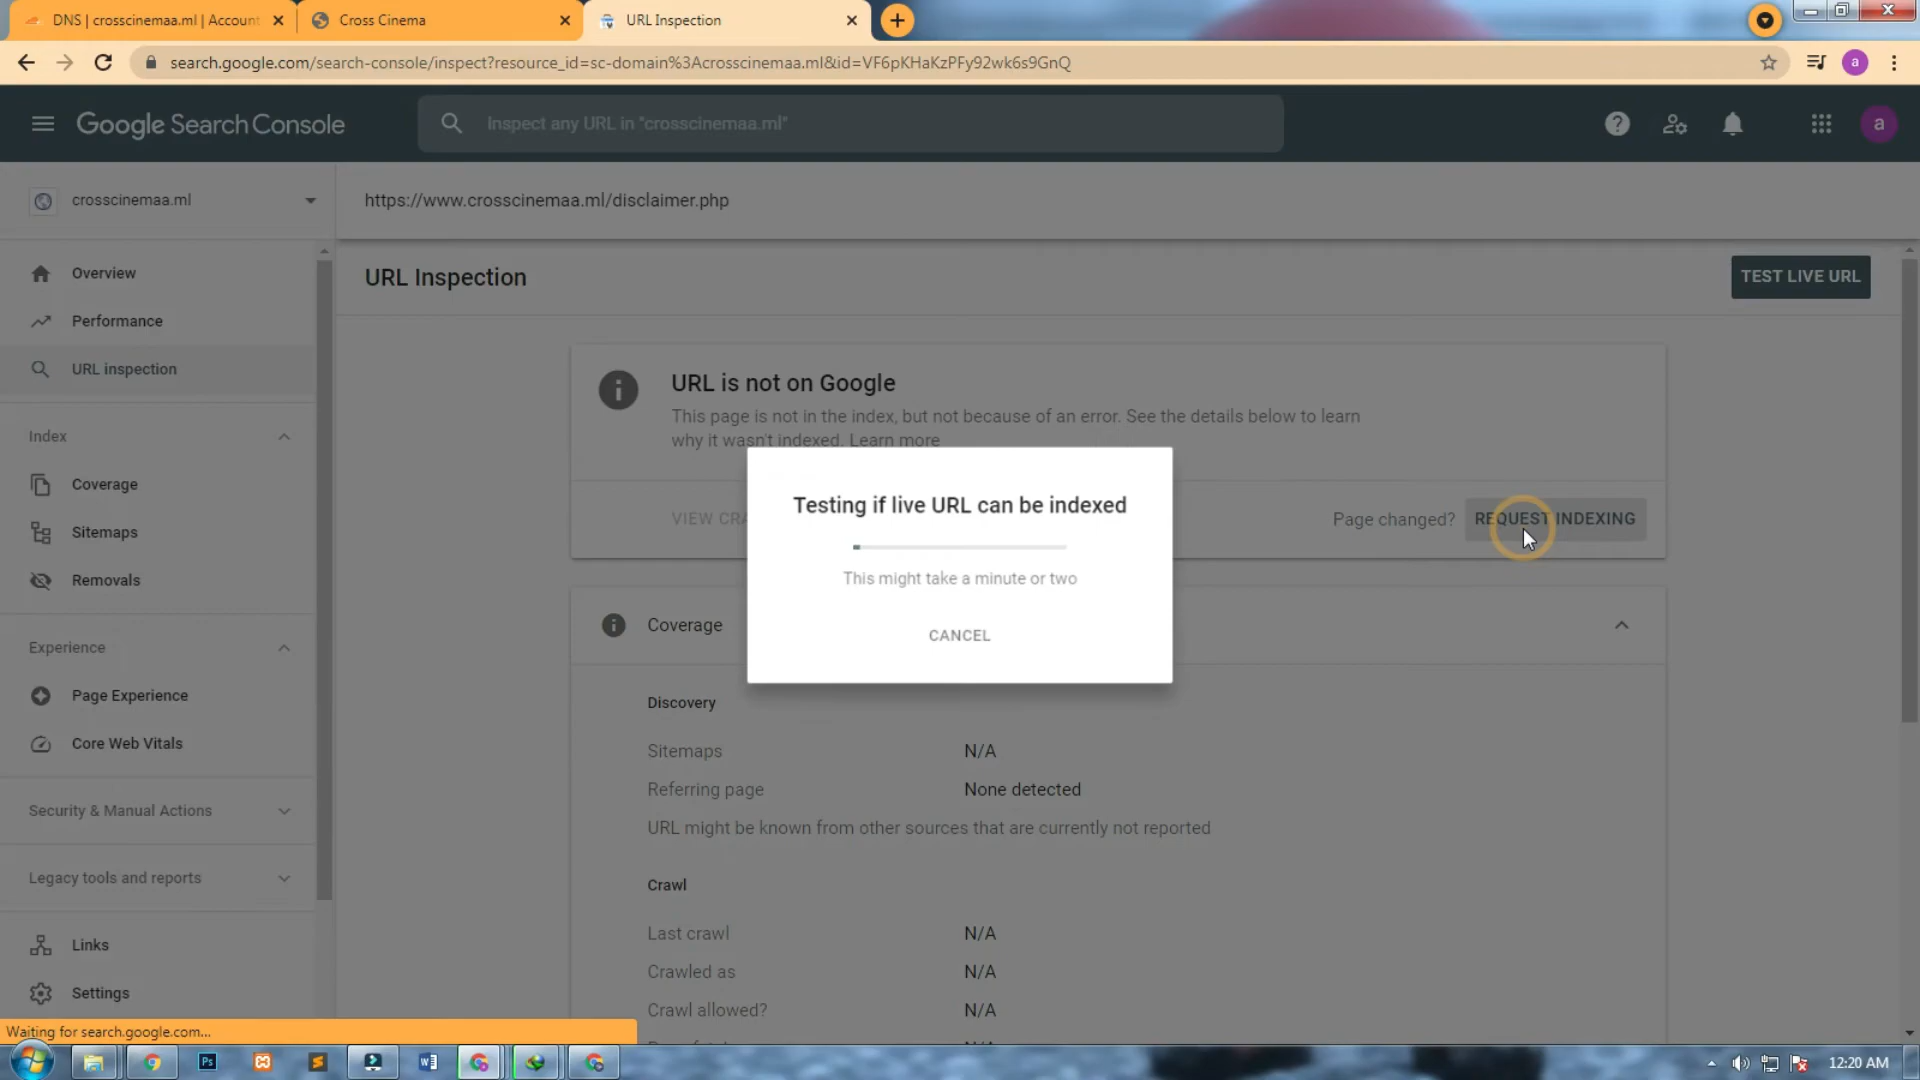 DNS | crosscinemaa.ml | Account
Cross Cinema
URL Inspection
search.google.com/search-console/inspect?resource_id=sc-domain%3Acrosscinemaa.ml&id=VF6pKHaKzPFy92wk6s9GnQ
a
Google Search Console
Inspect any URL in "crosscinemaa.ml"
a
crosscinemaa.ml
https://www.crosscinemaa.ml/disclaimer.php
Overview
Performance
URL inspection
Index
Coverage
Sitemaps
Removals
Experience
Page Experience
Core Web Vitals
Security & Manual Actions
Legacy tools and reports
Links
Settings
URL Inspection
TEST LIVE URL
URL is not on Google
This page is not in the index, but not because of an error. See the details below to learn
why it wasn't indexed. Learn more
VIEW CRA
Page changed?
REQUEST INDEXING
Testing if live URL can be indexed
This might take a minute or two
CANCEL
Coverage
Discovery
Sitemaps N/A
Referring page None detected
URL might be known from other sources that are currently not reported
Crawl
Last crawl N/A
Crawled as N/A
Crawl allowed? N/A
Waiting for search.google.com...
Ps
12:20 AM